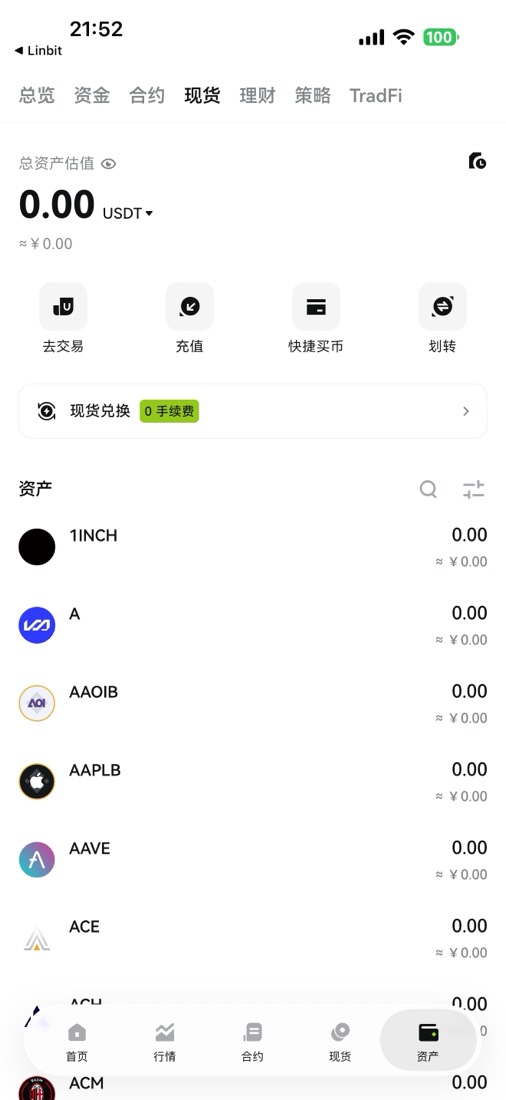 21:52
100
◀ Linbit
总览 资金 合约 现货 理财 策略 TradFi
总资产估值
0.00 USDT
≈ ¥ 0.00
去交易 充值 快捷买币 划转
现货兑换 0 手续费
资产
1INCH 0.00
≈ ¥ 0.00
A 0.00
≈ ¥ 0.00
AOI
AAOIB 0.00
≈ ¥ 0.00
AAPLB 0.00
≈ ¥ 0.00
AAVE 0.00
≈ ¥ 0.00
ACE 0.00
≈ ¥ 0.00
ACH 0.00
首页 行情 合约 现货 资产
ACM 0.00